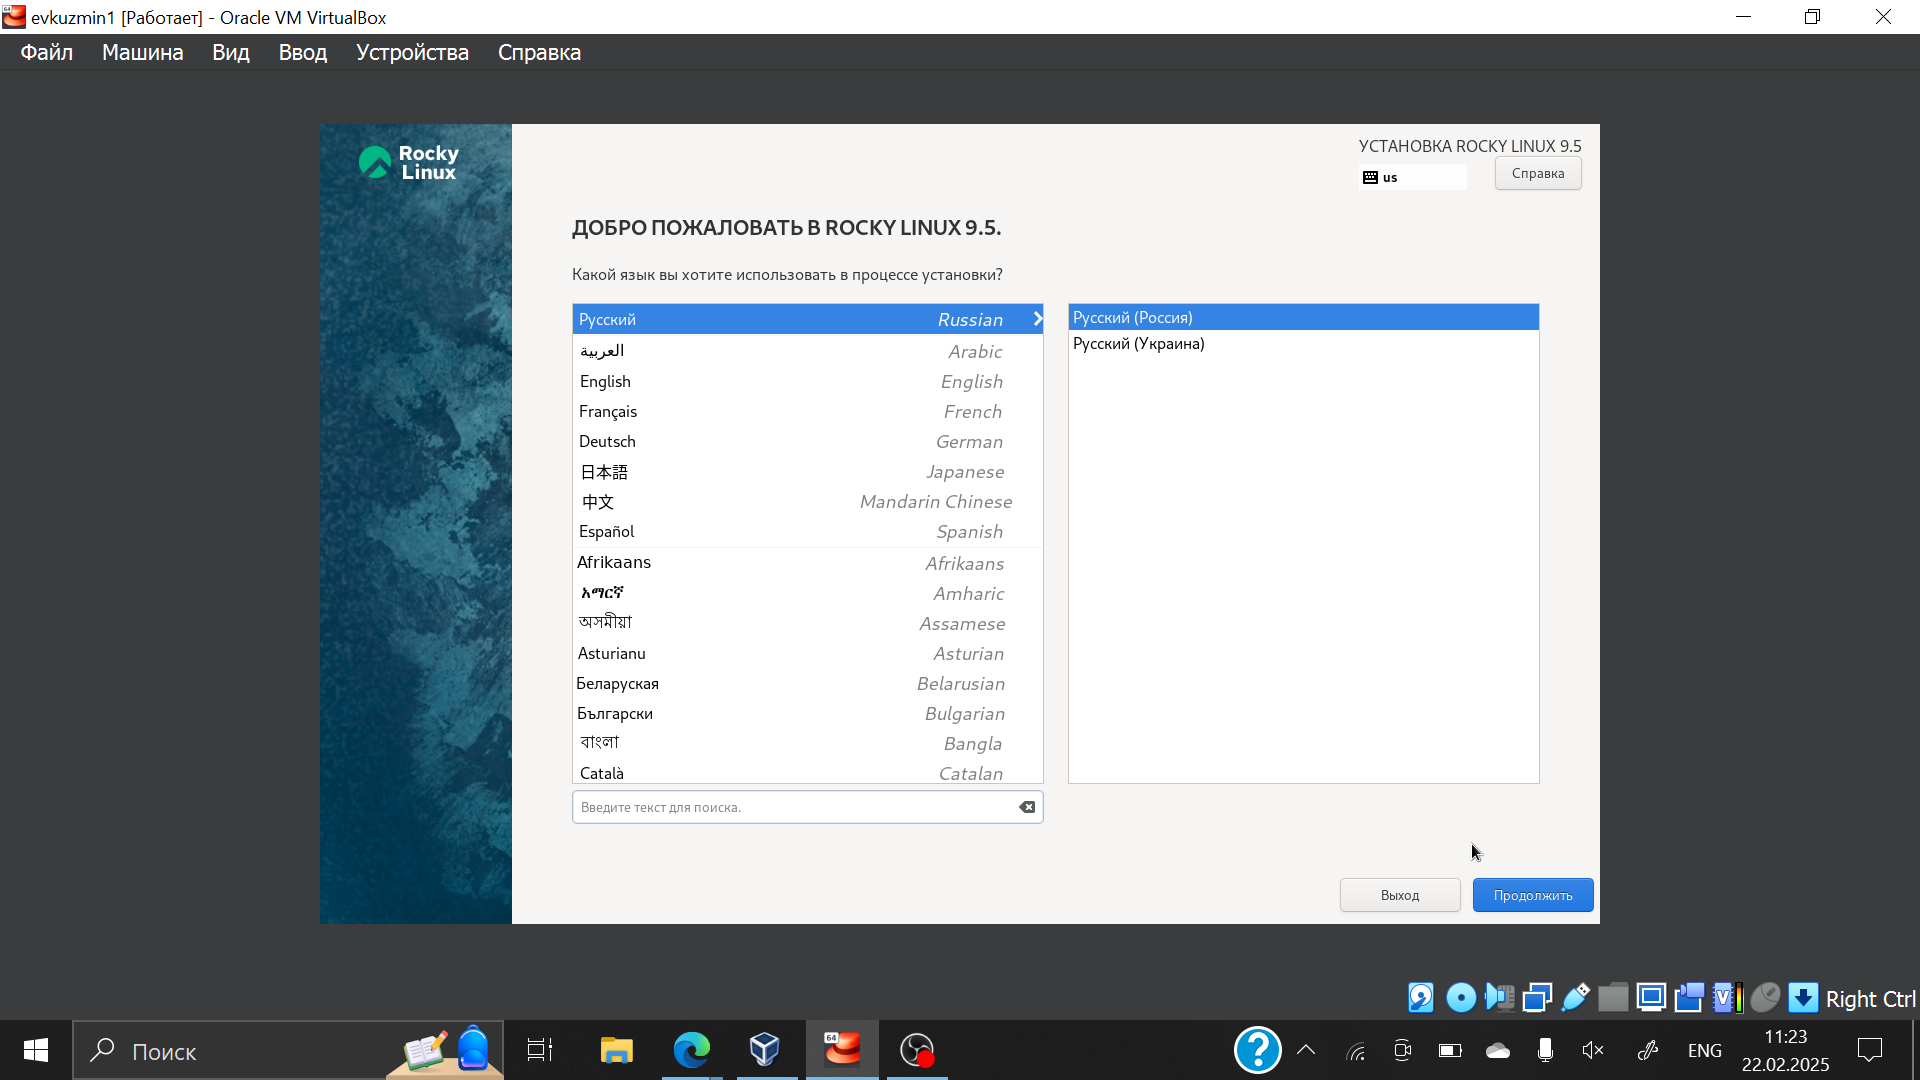 evkuzmin1 [Работает] - Oracle VM VirtualBox
Файл Машина Вид Ввод Устройства Справка
Rocky
Linux
УСТАНОВКА ROCKY LINUX 9.5
us
Справка
ДОБРО ПОЖАЛОВАТЬ В ROCKY LINUX 9.5.
Какой язык вы хотите использовать в процессе установки?
Русский Russian
العربية Arabic
English English
Français French
Deutsch German
日本語 Japanese
中文 Mandarin Chinese
Español Spanish
Afrikaans Afrikaans
አማርኛ Amharic
অসমীয়া Assamese
Asturianu Asturian
Беларуская Belarusian
Български Bulgarian
বাংলা Bangla
Català Catalan
Русский (Россия)
Русский (Украина)
Введите текст для поиска.
Выход
Продолжить
Right Ctrl
Поиск
64
ENG
11:23
22.02.2025